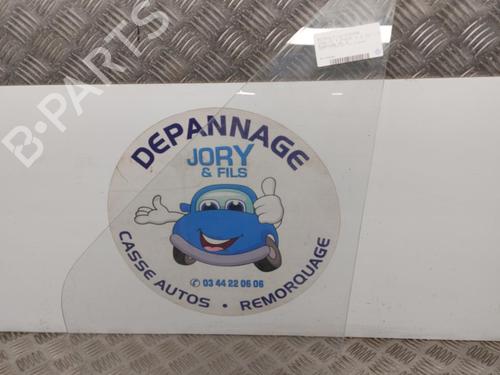 B-PARTS
DEPANNAGE
JORY
& FILS
03 44 22 06 06
CASSE AUTOS • REMORQUAGE